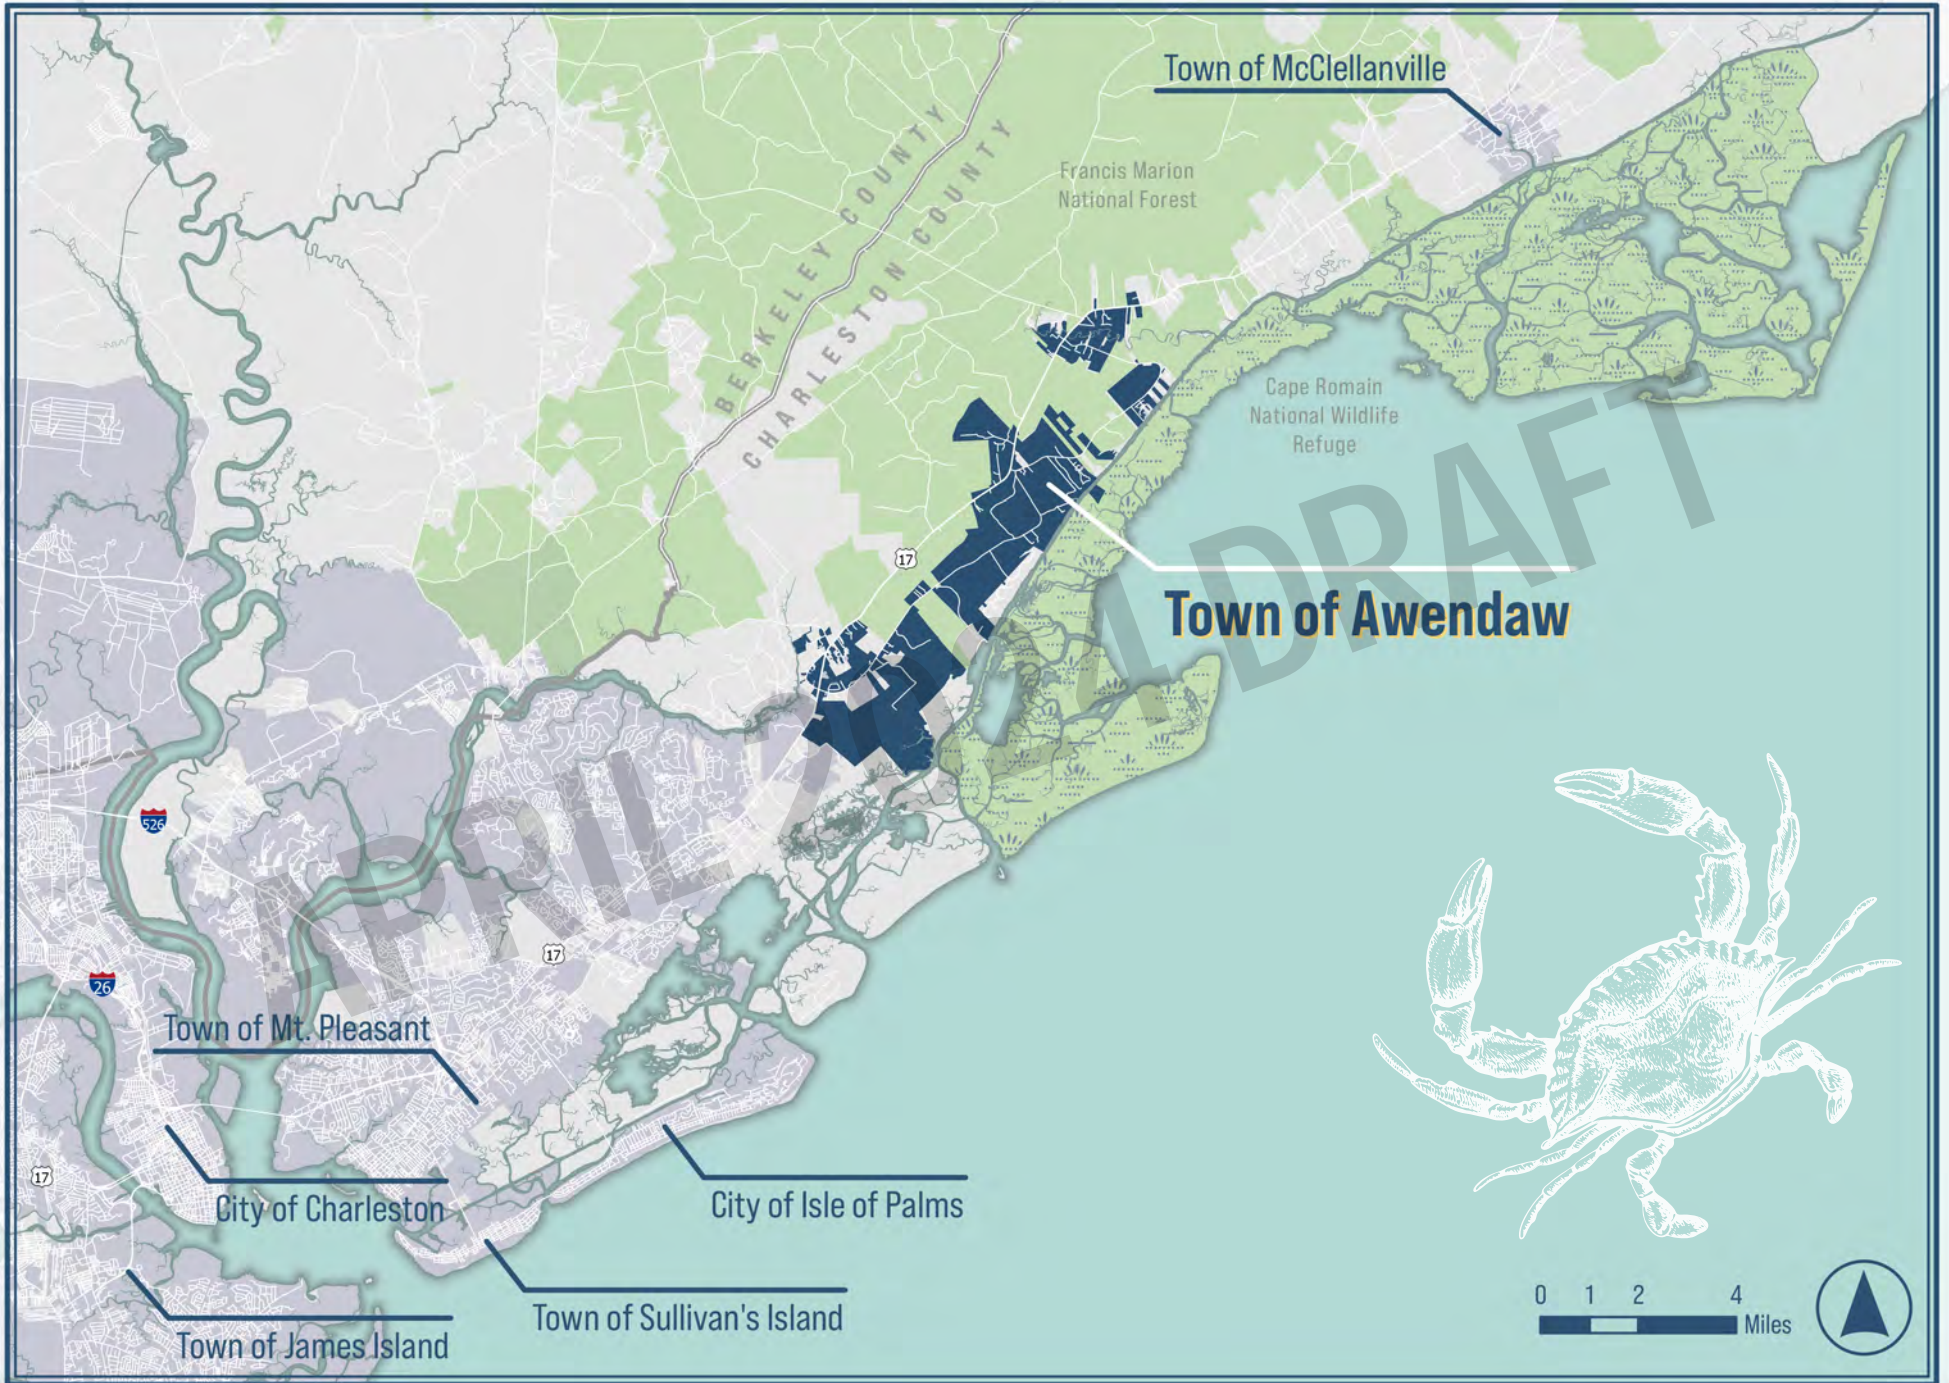 Town of McClellanville
Francis Marion
National Forest
BERKELEY COUNTY
CHARLESTON COUNTY
Cape Romain
National Wildlife
Refuge
17
Town of Awendaw
APRIL 2024 DRAFT
526
17
26
Town of Mt. Pleasant
17
City of Charleston
City of Isle of Palms
Town of Sullivan's Island
Town of James Island
0 1 2 4
Miles